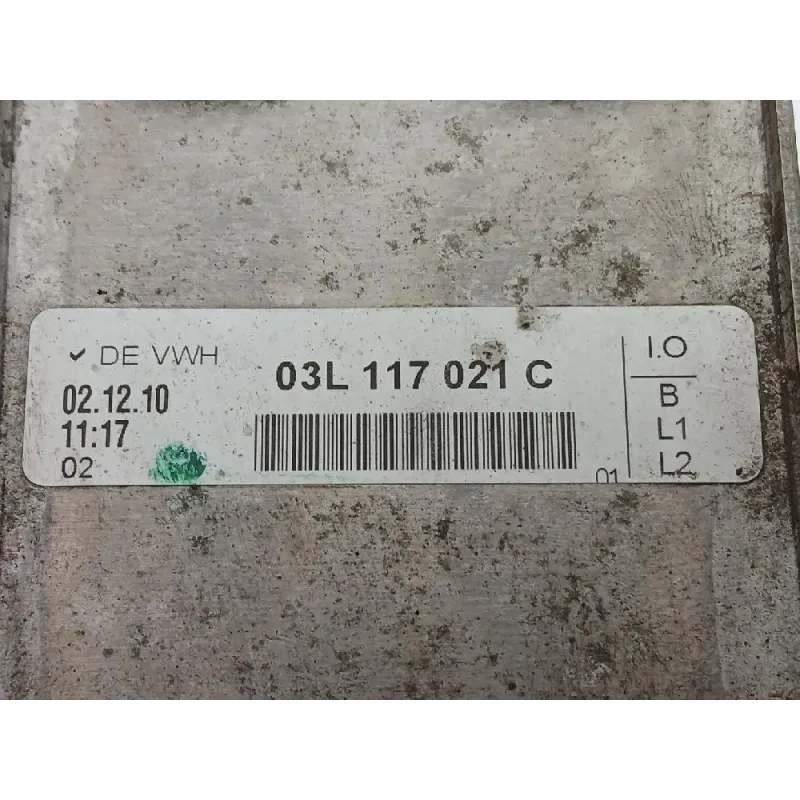 ✓ DE VWH
02.12.10
11:17
02
03L 117 021 C
01
I.O
B
L1
L2